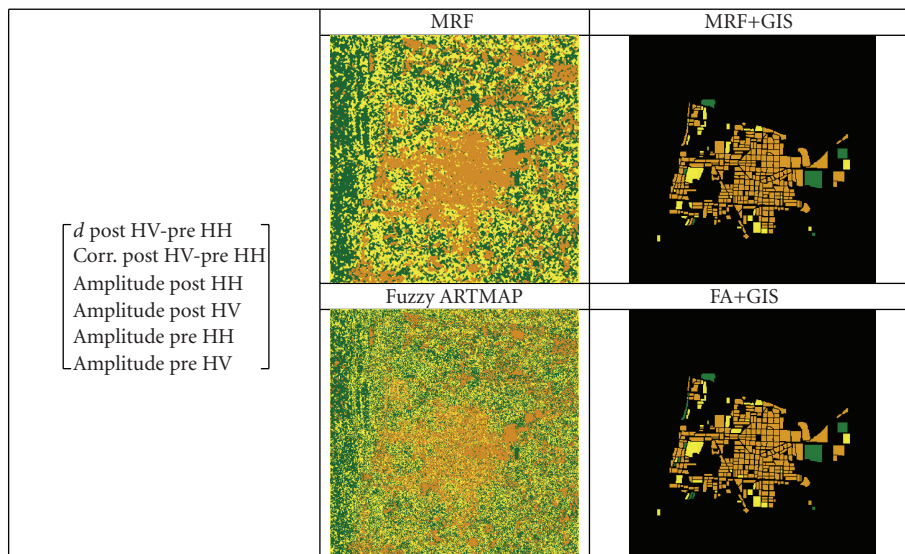 MRF
MRF+GIS
d post HV-pre HH
Corr. post HV-pre HH
Amplitude post HH
Amplitude post HV
Amplitude pre HH
Amplitude pre HV
Fuzzy ARTMAP
FA+GIS